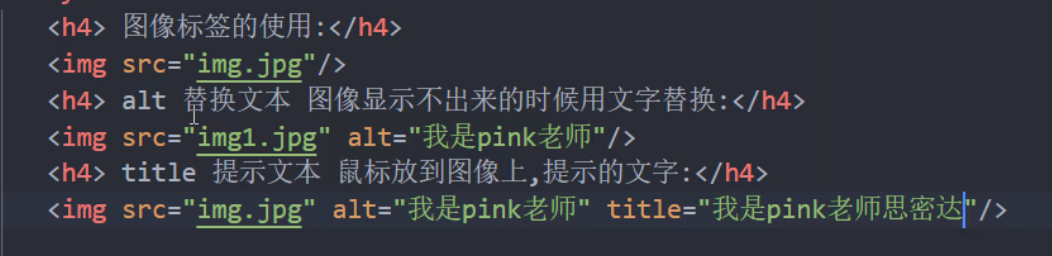 <h4> 图像标签的使用:</h4>
<img src="img.jpg"/>
<h4> alt 替换文本 图像显示不出来的时候用文字替换:</h4>
<img src="img1.jpg" alt="我是pink老师"/>
<h4> title 提示文本 鼠标放到图像上,提示的文字:</h4>
<img src="img.jpg" alt="我是pink老师" title="我是pink老师思密达"/>